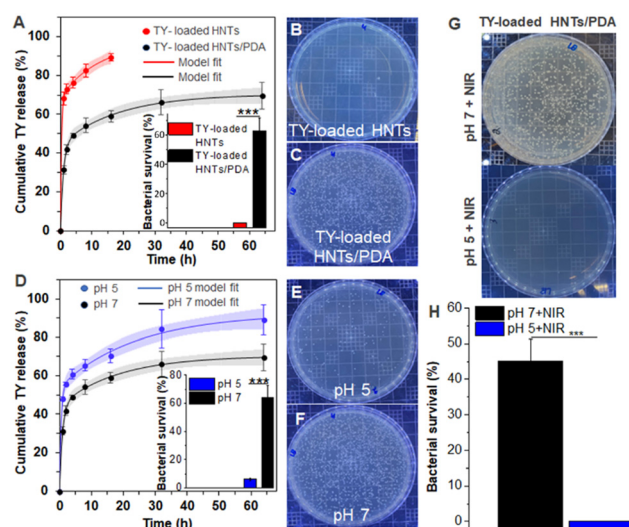 A
Cumulative TY release (%)
100
80
60
40
20
0
TY- loaded HNTs
TY- loaded HNTs/PDA
Model fit
Model fit
Bacterial survival (%)
60
40
20
0
***
TY-loaded
HNTs
TY-loaded
HNTs/PDA
0 10 20 30 40 50 60
Time (h)
B
TY-loaded HNTs
C
TY-loaded
HNTs/PDA
D
Cumulative TY release (%)
100
80
60
40
20
0
pH 5
pH 5 model fit
pH 7
pH 7 model fit
Bacterial survival (%)
80
60
40
20
0
***
pH 5
pH 7
0 10 20 30 40 50 60
Time (h)
E
pH 5
F
pH 7
G
TY-loaded HNTs/PDA
pH 7 + NIR
pH 5 + NIR
H
pH 7+NIR
pH 5+NIR
***
Bacterial survival (%)
60
50
40
30
20
10
0